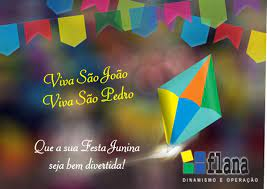 Viva São João
Viva São Pedro
Que a sua Festa Junina
seja bem divertida!
flana
DINAMISMO E OPERAÇÃO